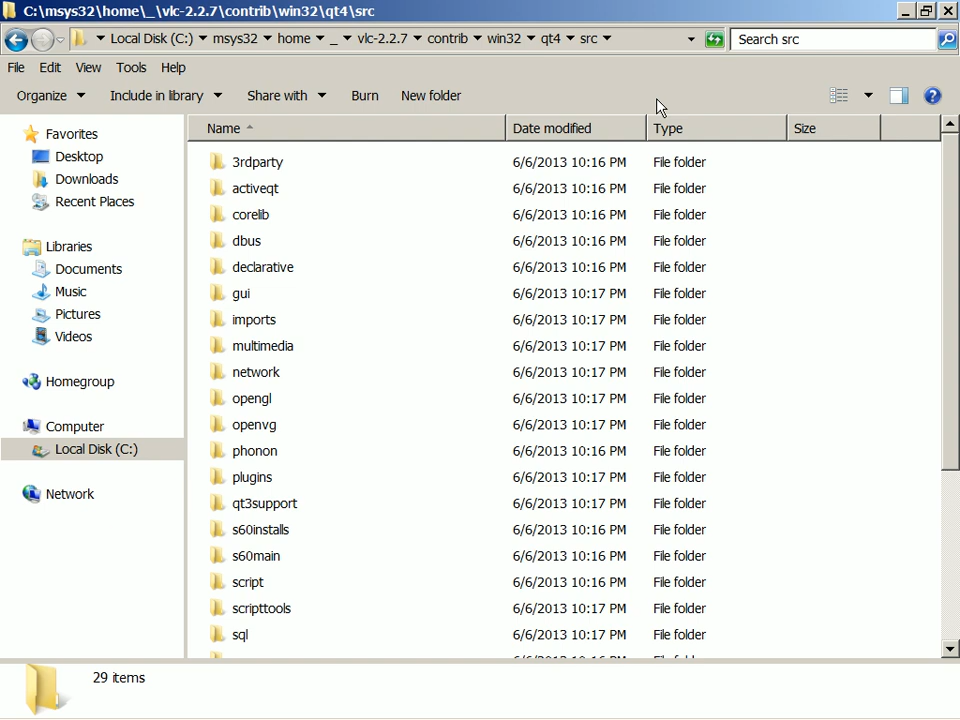 C:\msys32\home\_\vlc-2.2.7\contrib\win32\qt4\src
Local Disk (C:) msys32 home _ vlc-2.2.7 contrib win32 qt4 src Search src
File Edit View Tools Help
Organize Include in library Share with Burn New folder
Favorites
Desktop
Downloads
Recent Places
Libraries
Documents
Music
Pictures
Videos
Homegroup
Computer
Local Disk (C:)
Network
Name Date modified Type Size
3rdparty 6/6/2013 10:16 PM File folder
activeqt 6/6/2013 10:16 PM File folder
corelib 6/6/2013 10:16 PM File folder
dbus 6/6/2013 10:16 PM File folder
declarative 6/6/2013 10:16 PM File folder
gui 6/6/2013 10:17 PM File folder
imports 6/6/2013 10:17 PM File folder
multimedia 6/6/2013 10:17 PM File folder
network 6/6/2013 10:17 PM File folder
opengl 6/6/2013 10:17 PM File folder
openvg 6/6/2013 10:17 PM File folder
phonon 6/6/2013 10:17 PM File folder
plugins 6/6/2013 10:17 PM File folder
qt3support 6/6/2013 10:17 PM File folder
s60installs 6/6/2013 10:16 PM File folder
s60main 6/6/2013 10:16 PM File folder
script 6/6/2013 10:16 PM File folder
scripttools 6/6/2013 10:17 PM File folder
sql 6/6/2013 10:17 PM File folder
29 items